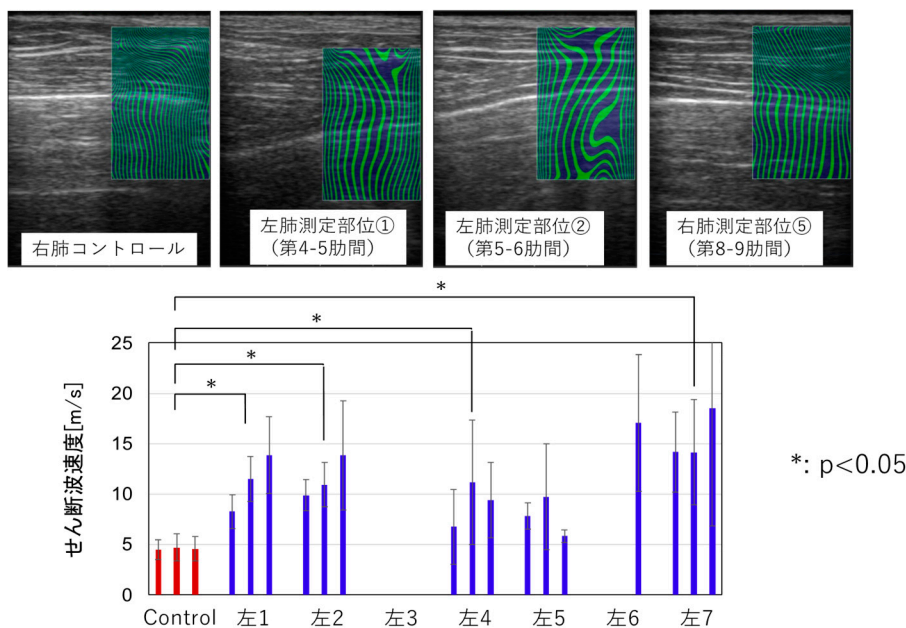 右肺コントロール
左肺測定部位①
(第4-5肋間)
左肺測定部位②
(第5-6肋間)
右肺測定部位⑤
(第8-9肋間)
*
*
*
*
せん断波速度[m/s]
25
20
15
10
5
0
Control 左1 左2 左3 左4 左5 左6 左7
*: p<0.05